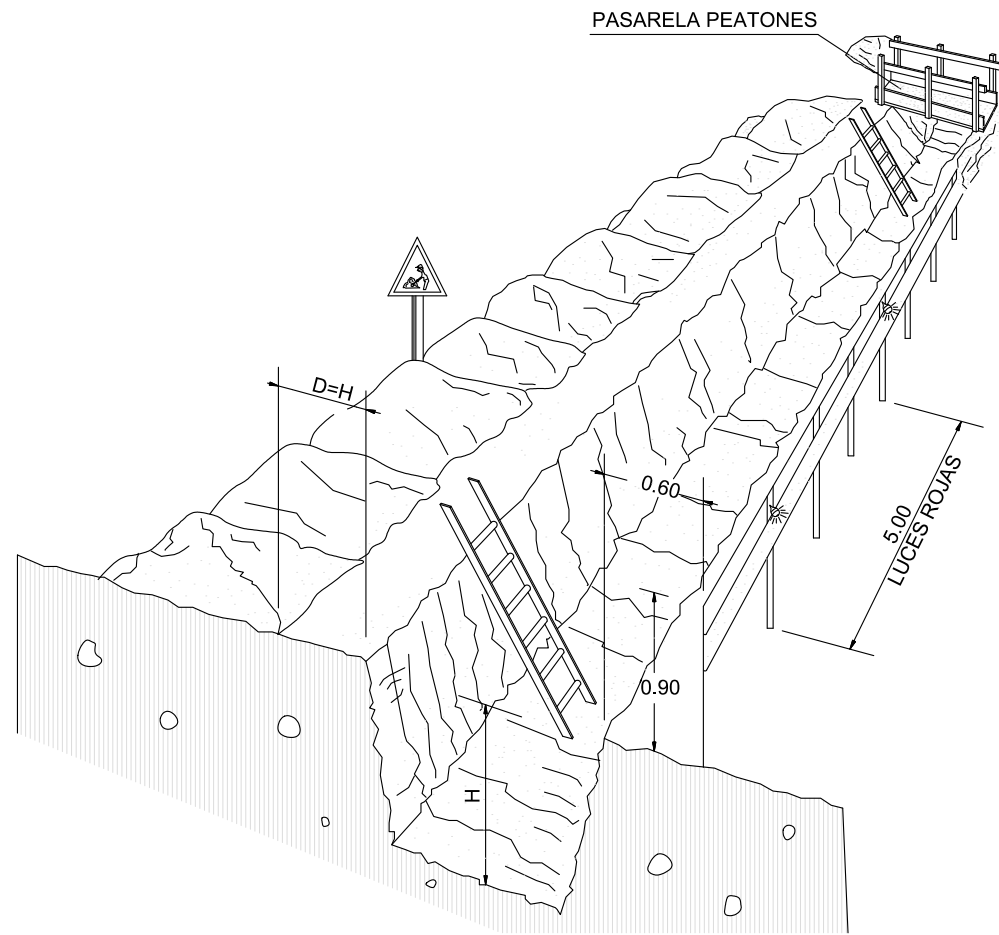 PASARELA PEATONES
D=H
0.60
5.00
LUCES ROJAS
0.90
H